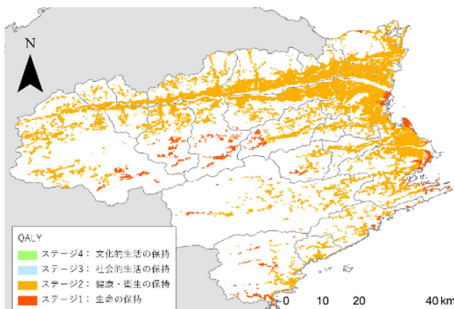 N
QALY
ステージ4： 文化的生活の保持
ステージ3： 社会的生活の保持
ステージ2： 健康・衛生の保持
ステージ1： 生命の保持
0 10 20 40 km